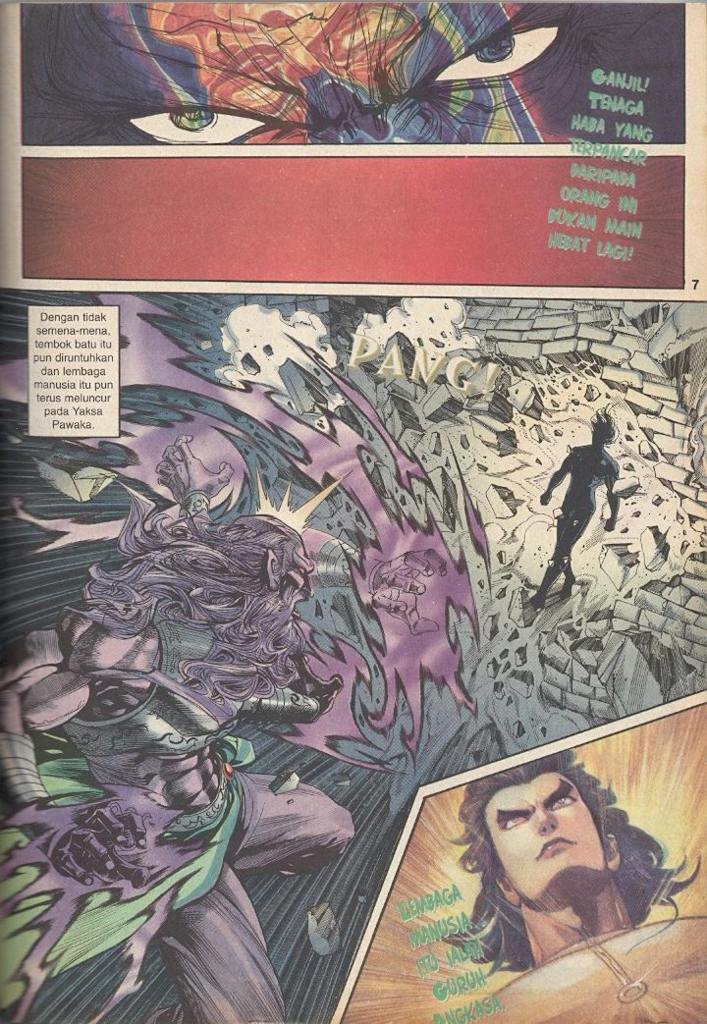 GANJIL!
TENAGA
HABA YANG
TERPANCAR
DARIPADA
ORANG INI
BUKAN MAIN
HEBAT LAGI!
7
Dengan tidak
semena-mena,
tembok batu itu
pun diruntuhkan
dan lembaga
manusia itu pun
terus meluncur
pada Yaksa
Pawaka.
PANG!
LEMBAGA
MANUSIA
ITU IALAH
GURUH
ANGKASA.